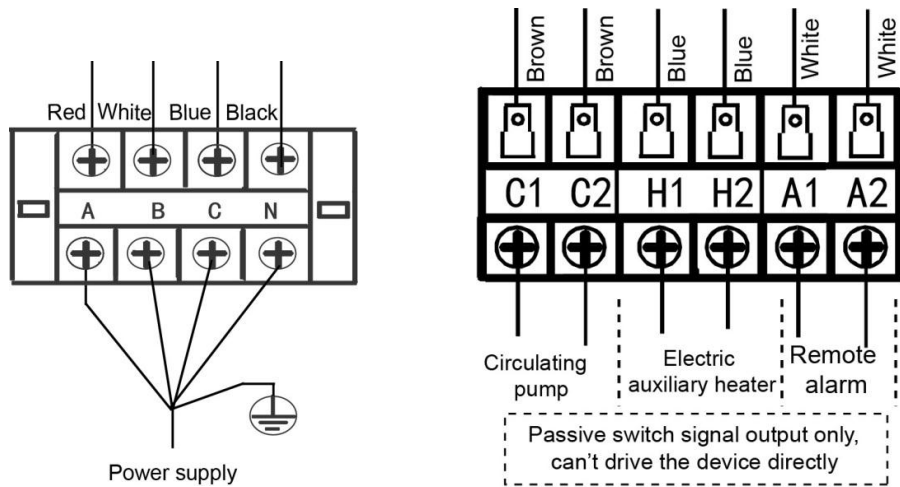 Red White Blue Black
A B C N
Power supply
Brown Brown Blue Blue White White
C1 C2 H1 H2 A1 A2
Circulating
pump
Electric
auxiliary heater
Remote
alarm
Passive switch signal output only,
can't drive the device directly